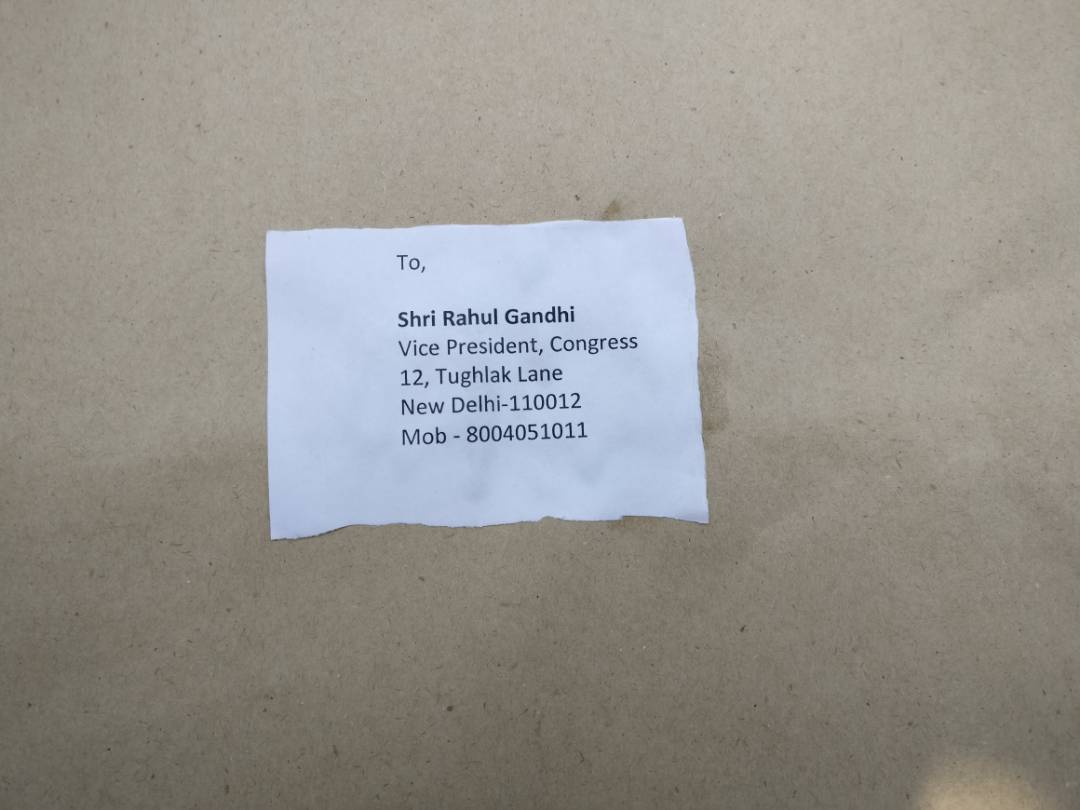 To,
Shri Rahul Gandhi
Vice President, Congress
12, Tughlak Lane
New Delhi-110012
Mob - 8004051011